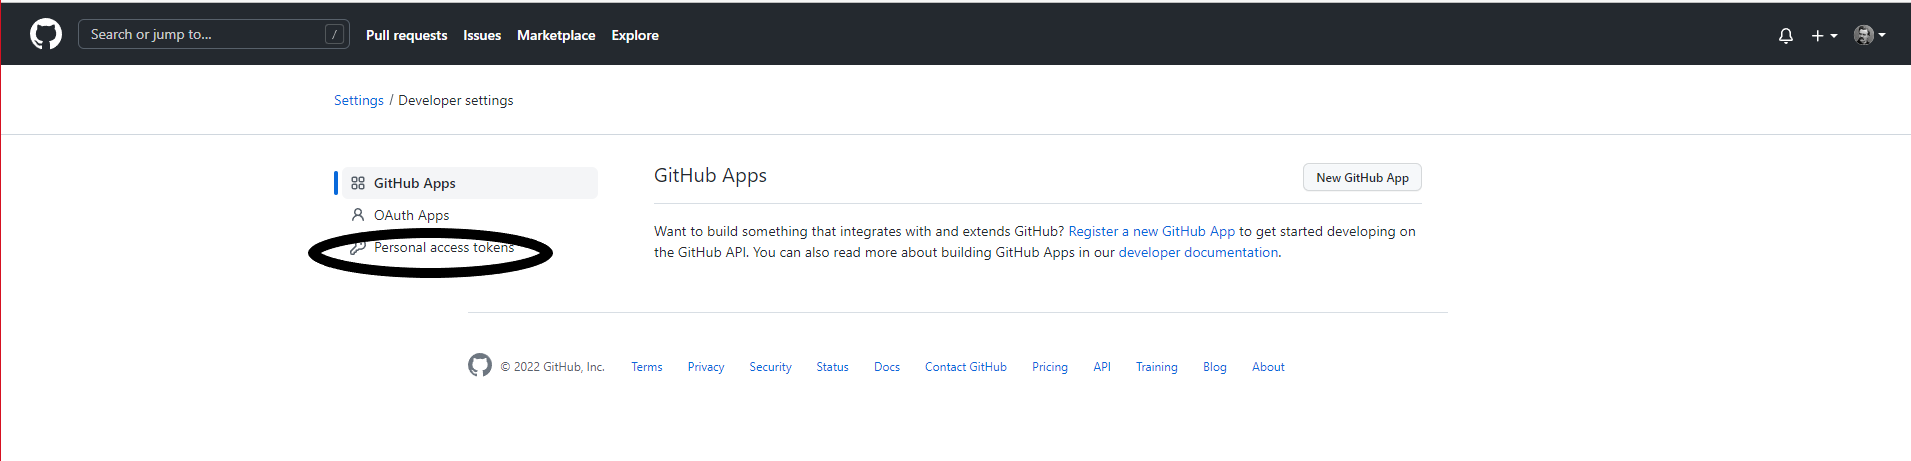 Search or jump to... / Pull requests Issues Marketplace Explore
Settings / Developer settings
GitHub Apps
OAuth Apps
Personal access tokens
GitHub Apps New GitHub App
Want to build something that integrates with and extends GitHub? Register a new GitHub App to get started developing on
the GitHub API. You can also read more about building GitHub Apps in our developer documentation.
© 2022 GitHub, Inc. Terms Privacy Security Status Docs Contact GitHub Pricing API Training Blog About